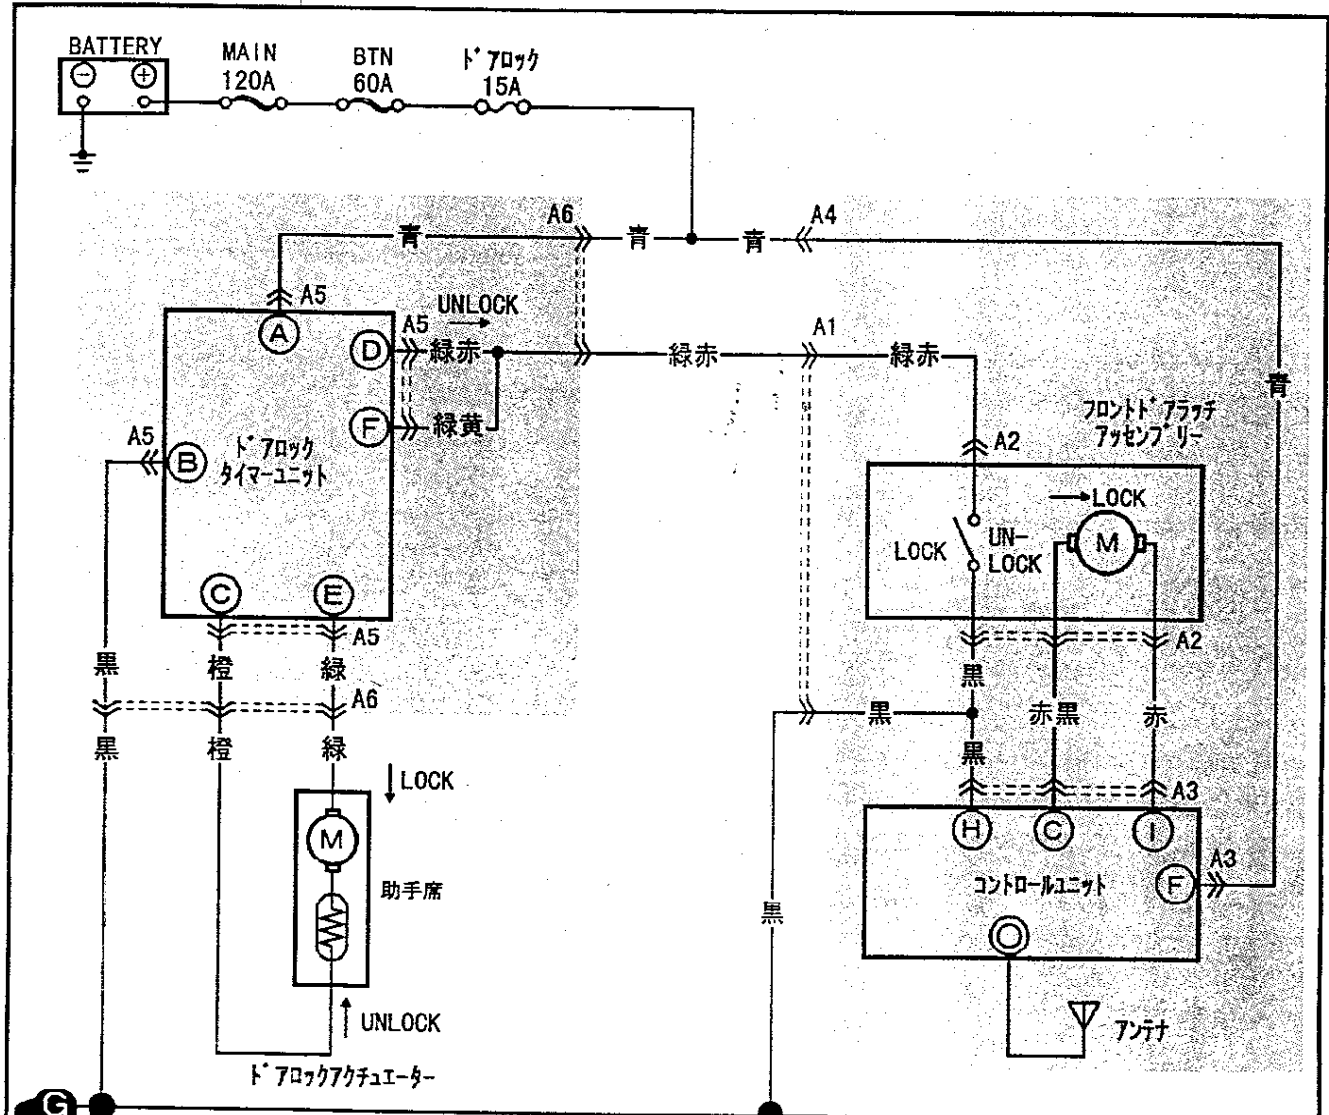 BATTERY
MAIN
120A
BTN
60A
ドアロック
15A
A6
A4
青
青
青
A5
UNLOCK
A
A5
D
緑赤
緑赤
A1
緑赤
青
F
緑黄
フロントドアラッチ
アッセンブリー
A5
B
ドアロック
タイマーユニット
A2
LOCK
LOCK
UN-
LOCK
M
C
E
A5
A2
黒
橙
緑
黒
A6
黒
赤黒
赤
黒
橙
緑
黒
LOCK
A3
M
H
C
I
助手席
コントロールユニット
F
A3
黒
UNLOCK
アンテナ
ドアロックアクチュエーター
G